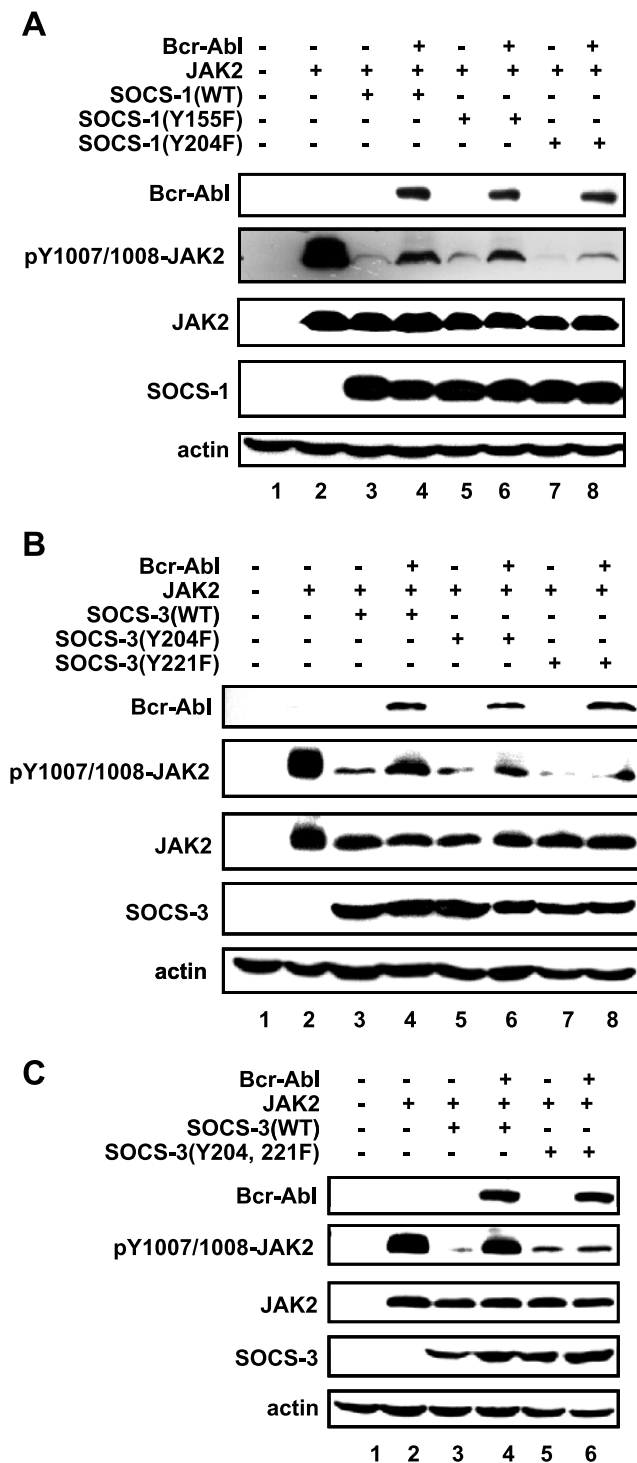 A
Bcr-Abl - - - + - + - +
JAK2 - + + + + + + +
SOCS-1(WT) - - + + - - - -
SOCS-1(Y155F) - - - - + + - -
SOCS-1(Y204F) - - - - - - + +
Bcr-Abl
pY1007/1008-JAK2
JAK2
SOCS-1
actin
1 2 3 4 5 6 7 8
B
Bcr-Abl - - - + - + - +
JAK2 - + + + + + + +
SOCS-3(WT) - - + + - - - -
SOCS-3(Y204F) - - - - + + - -
SOCS-3(Y221F) - - - - - - + +
Bcr-Abl
pY1007/1008-JAK2
JAK2
SOCS-3
actin
1 2 3 4 5 6 7 8
C
Bcr-Abl - - - + - +
JAK2 - + + + + +
SOCS-3(WT) - - + + - -
SOCS-3(Y204, 221F) - - - - + +
Bcr-Abl
pY1007/1008-JAK2
JAK2
SOCS-3
actin
1 2 3 4 5 6